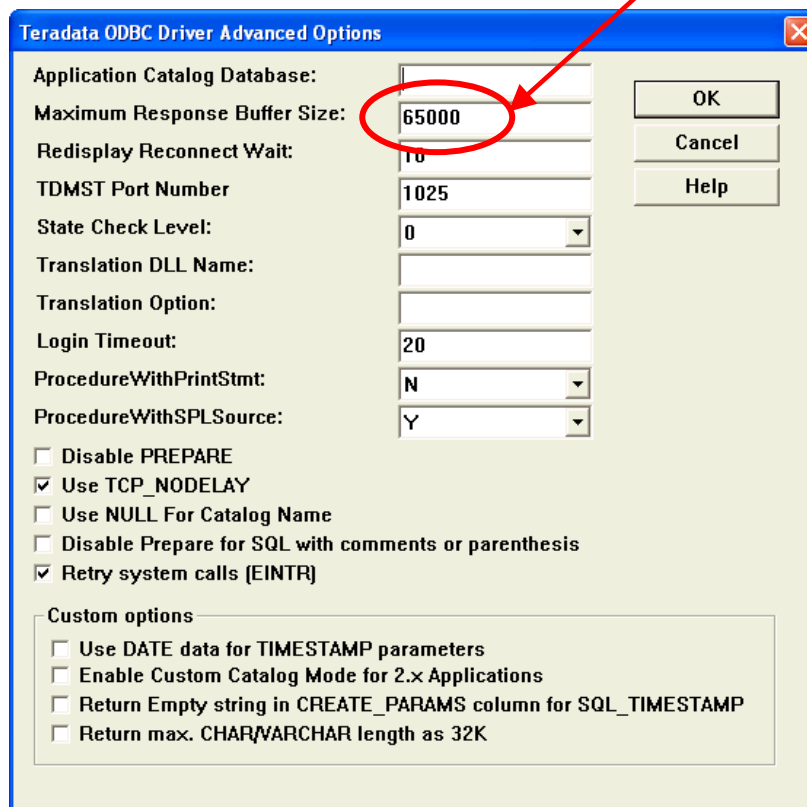 Teradata ODBC Driver Advanced Options
Application Catalog Database:
Maximum Response Buffer Size: 65000
Redisplay Reconnect Wait: 10
TDMST Port Number 1025
State Check Level: 0
Translation DLL Name:
Translation Option:
Login Timeout: 20
ProcedureWithPrintStmt: N
ProcedureWithSPLSource: Y
OK
Cancel
Help
Disable PREPARE
Use TCP_NODELAY
Use NULL For Catalog Name
Disable Prepare for SQL with comments or parenthesis
Retry system calls (EINTR)
Custom options
Use DATE data for TIMESTAMP parameters
Enable Custom Catalog Mode for 2.x Applications
Return Empty string in CREATE_PARAMS column for SQL_TIMESTAMP
Return max. CHAR/VARCHAR length as 32K